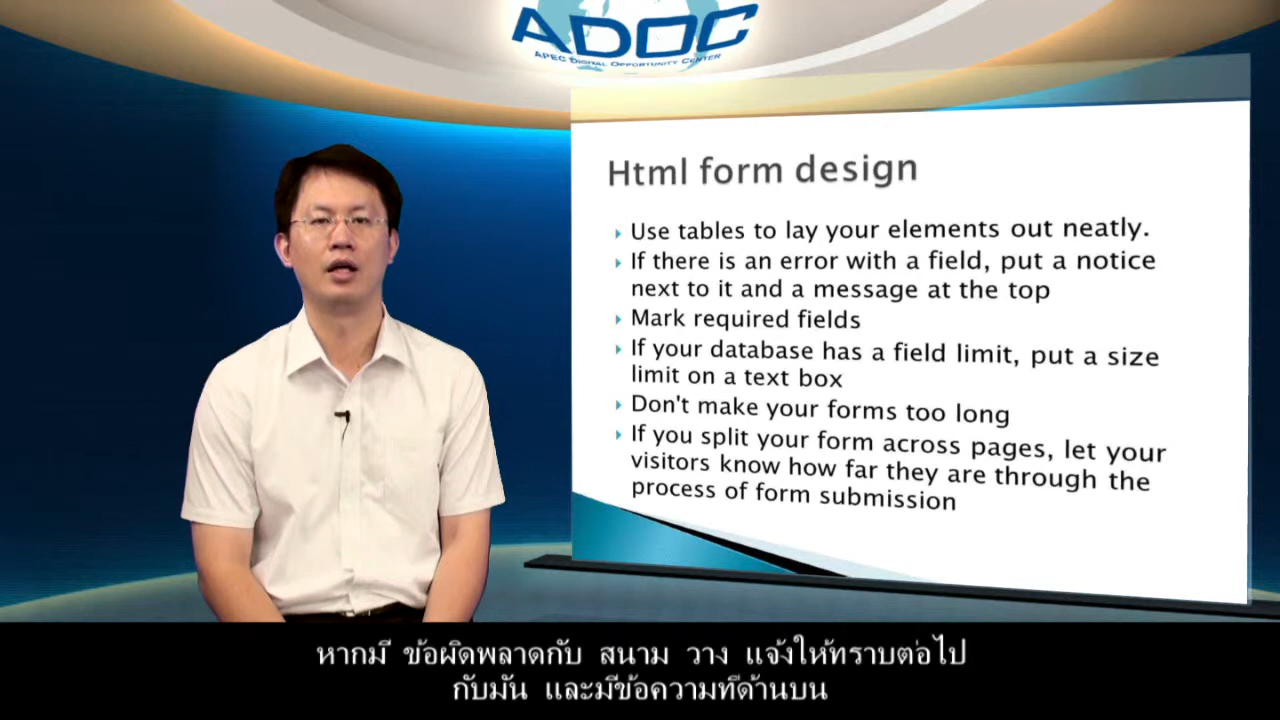 ADOC
APEC DIGITAL OPPORTUNITY CENTER
Html form design
Use tables to lay your elements out neatly.
If there is an error with a field, put a notice
next to it and a message at the top
Mark required fields
If your database has a field limit, put a size
limit on a text box
Don't make your forms too long
If you split your form across pages, let your
visitors know how far they are through the
process of form submission
หากมี ข้อผิดพลาดกับ สนาม วาง แจ้งให้ทราบต่อไป
กับมัน และมีข้อความที่ด้านบน